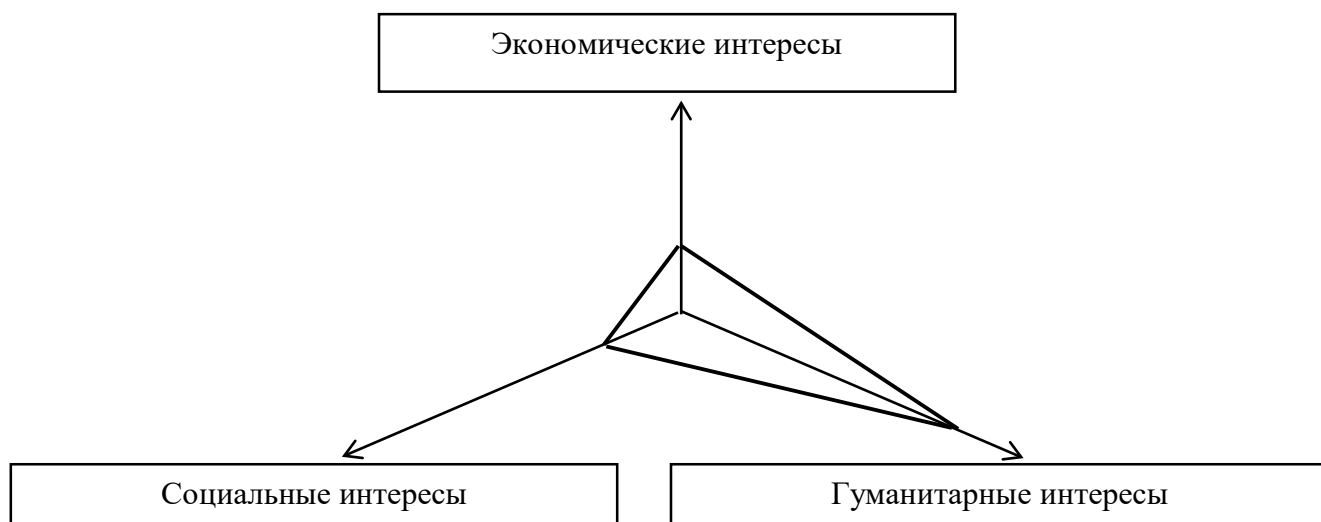 Экономические интересы
Социальные интересы
Гуманитарные интересы